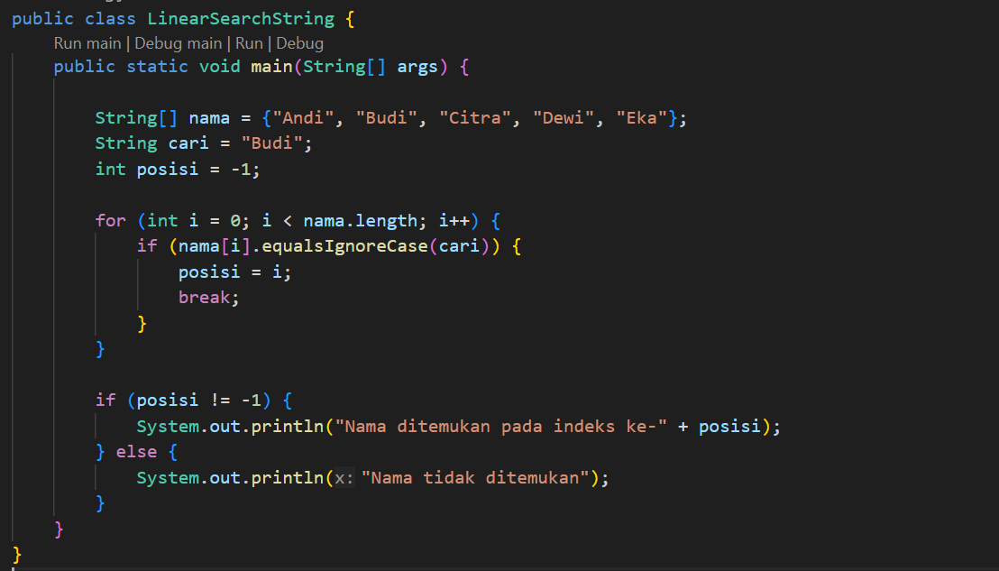 public class LinearSearchString {
Run main | Debug main | Run | Debug
public static void main(String[] args) {
String[] nama = {"Andi", "Budi", "Citra", "Dewi", "Eka"};
String cari = "Budi";
int posisi = -1;
for (int i = 0; i < nama.length; i++) {
if (nama[i].equalsIgnoreCase(cari)) {
posisi = i;
break;
}
}
if (posisi != -1) {
System.out.println("Nama ditemukan pada indeks ke-" + posisi);
} else {
System.out.println(x: "Nama tidak ditemukan");
}
}
}